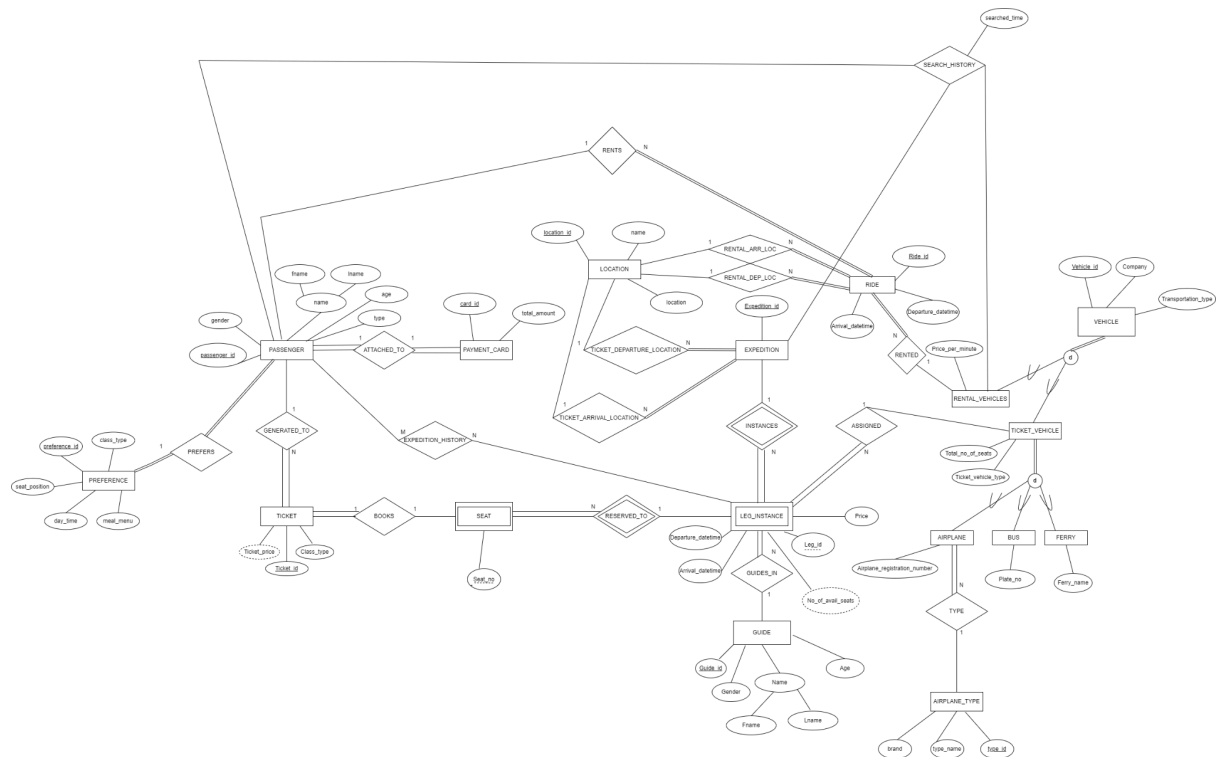 searched_time
SEARCH_HISTORY
1
RENTS
N
location_id
name
RENTAL_ARR_LOC
1
N
LOCATION
RENTAL_DEP_LOC
1
N
location
Ride_id
RIDE
Departure_datetime
Arrival_datetime
N
RENTED
1
Vehicle_id
Company
Transportation_type
VEHICLE
d
Price_per_minute
RENTAL_VEHICLES
fname
lname
name
age
type
gender
passenger_id
PASSENGER
1
ATTACHED_TO
1
card_id
total_amount
PAYMENT_CARD
Expedition_id
EXPEDITION
1
TICKET_DEPARTURE_LOCATION
N
1
TICKET_ARRIVAL_LOCATION
N
1
INSTANCES
N
ASSIGNED
1
N
TICKET_VEHICLE
Total_no_of_seats
Ticket_vehicle_type
d
1
PREFERS
1
preference_id
class_type
seat_position
day_time
meal_menu
PREFERENCE
1
GENERATED_TO
N
M
EXPEDITION_HISTORY
N
TICKET
Ticket_price
Ticket_id
Class_type
1
BOOKS
1
SEAT
Seat_no
N
RESERVED_TO
1
LEG_INSTANCE
Price
Leg_id
Departure_datetime
Arrival_datetime
No_of_avail_seats
N
GUIDES_IN
1
GUIDE
Guide_id
Gender
Name
Age
Fname
Lname
AIRPLANE
BUS
FERRY
Airplane_registration_number
Plate_no
Ferry_name
N
TYPE
1
AIRPLANE_TYPE
brand
type_name
type_id